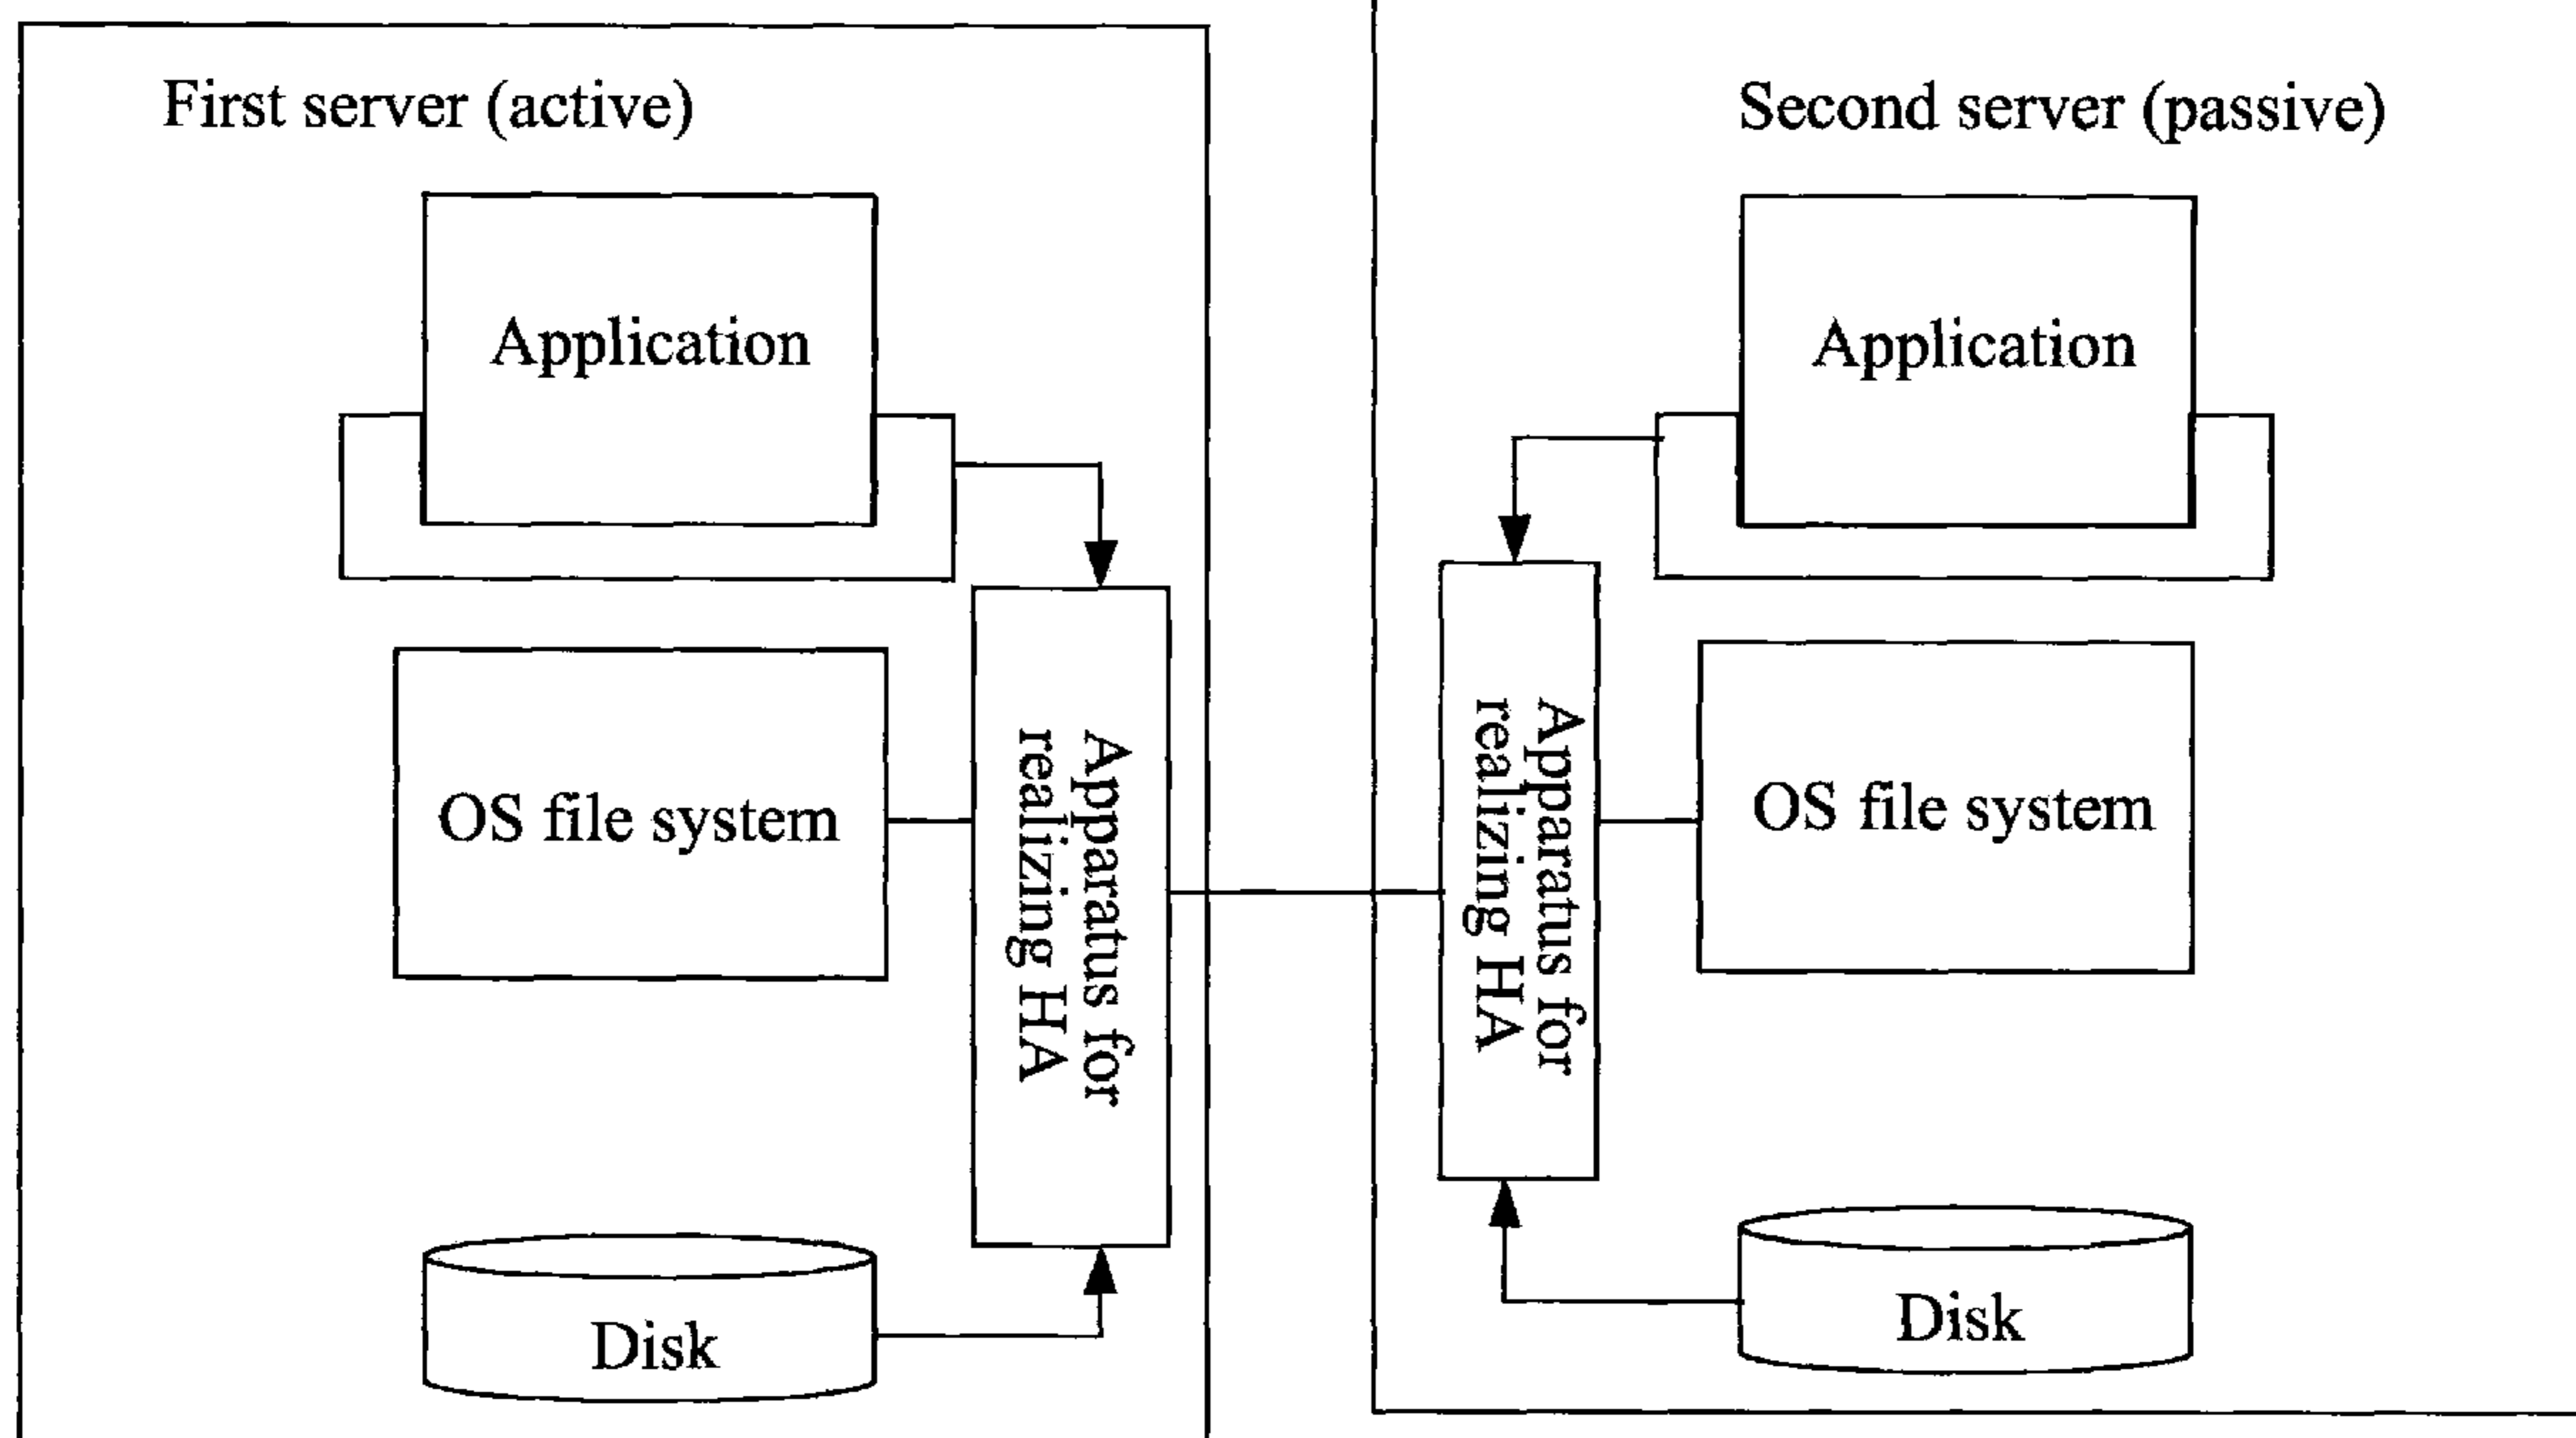 First server (active)
Application
OS file system
Apparatus for
realizing HA
Disk
Second server (passive)
Application
Apparatus for
realizing HA
OS file system
Disk